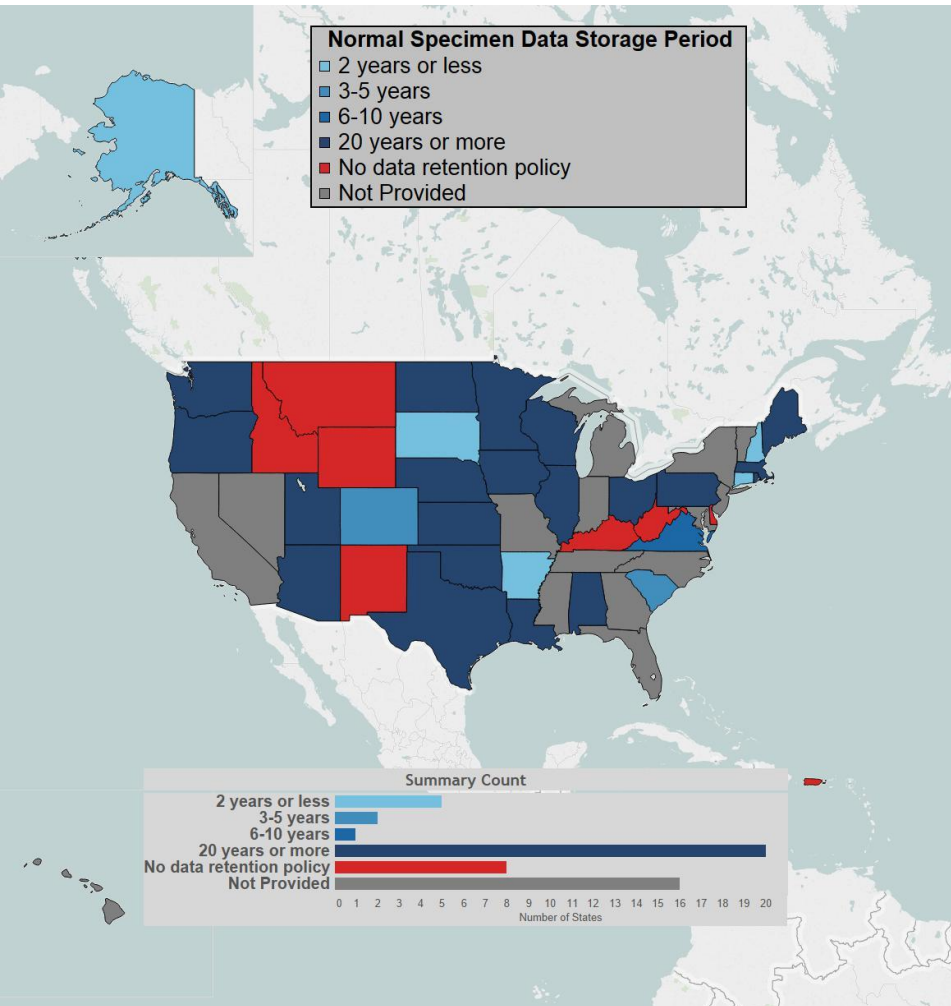 Normal Specimen Data Storage Period
2 years or less
3-5 years
6-10 years
20 years or more
No data retention policy
Not Provided
Summary Count
2 years or less
3-5 years
6-10 years
20 years or more
No data retention policy
Not Provided
0 1 2 3 4 5 6 7 8 9 10 11 12 13 14 15 16 17 18 19 20
Number of States